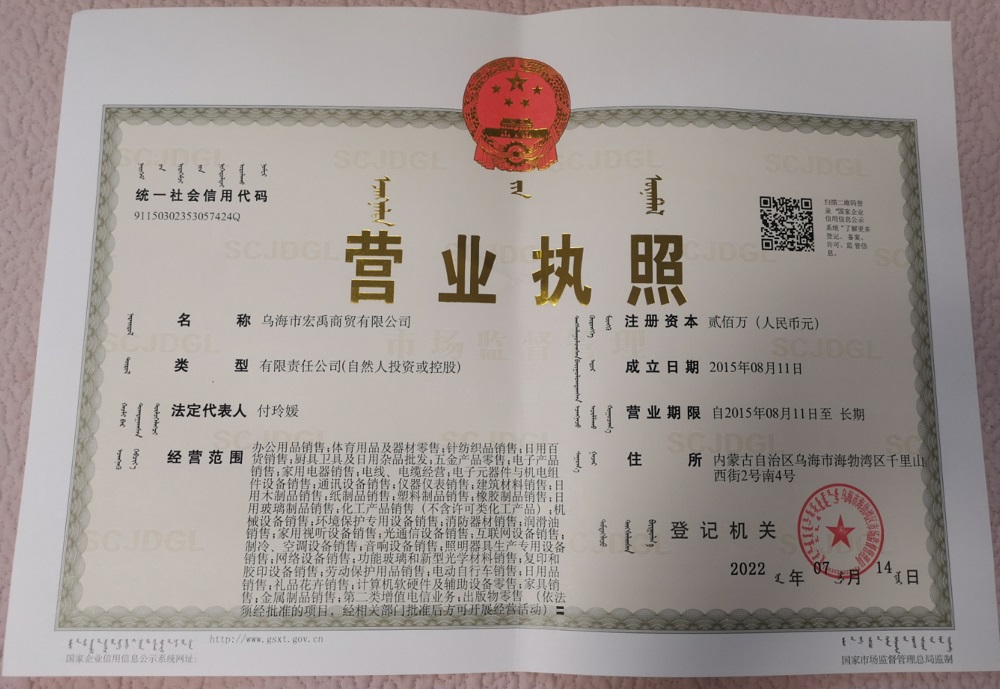 统一社会信用代码
91150302353057424Q
营业执照
扫描二维码登
录“国家企业
信用信息公示
系统”了解更多
登记、备案、
许可、监管信
息。
名称 乌海市宏禹商贸有限公司
类型 有限责任公司(自然人投资或控股)
法定代表人 付玲媛
经营范围
办公用品销售;体育用品及器材零售;针纺织品销售;日用百
货销售;厨具卫具及日用杂品批发;五金产品零售;电子产品
销售;家用电器销售;电线、电缆经营;电子元器件与机电组
件设备销售;通讯设备销售;仪器仪表销售;建筑材料销售;日
用木制品销售;纸制品销售;塑料制品销售;橡胶制品销售;日
用玻璃制品销售;化工产品销售（不含许可类化工产品）;机
械设备销售;环境保护专用设备销售;消防器材销售;润滑油
销售;家用视听设备销售;光通信设备销售;互联网设备销售;
制冷、空调设备销售;音响设备销售;照明器具生产专用设备
销售;网络设备销售;功能玻璃和新型光学材料销售;复印和
胶印设备销售;劳动保护用品销售;电动自行车销售;日用品
销售;礼品花卉销售;计算机软硬件及辅助设备零售;家具销
售;金属制品销售;第二类增值电信业务;出版物零售（依法
须经批准的项目，经相关部门批准后方可开展经营活动）
注册资本 贰佰万（人民币元）
成立日期 2015年08月11日
营业期限 自2015年08月11日至 长期
住所 内蒙古自治区乌海市海勃湾区千里山
西街2号南4号
登记机关
2022年07月14日
国家企业信用信息公示系统网址:
http://www.gsxt.gov.cn
国家市场监督管理总局监制
SCJDGL
市场监督管理